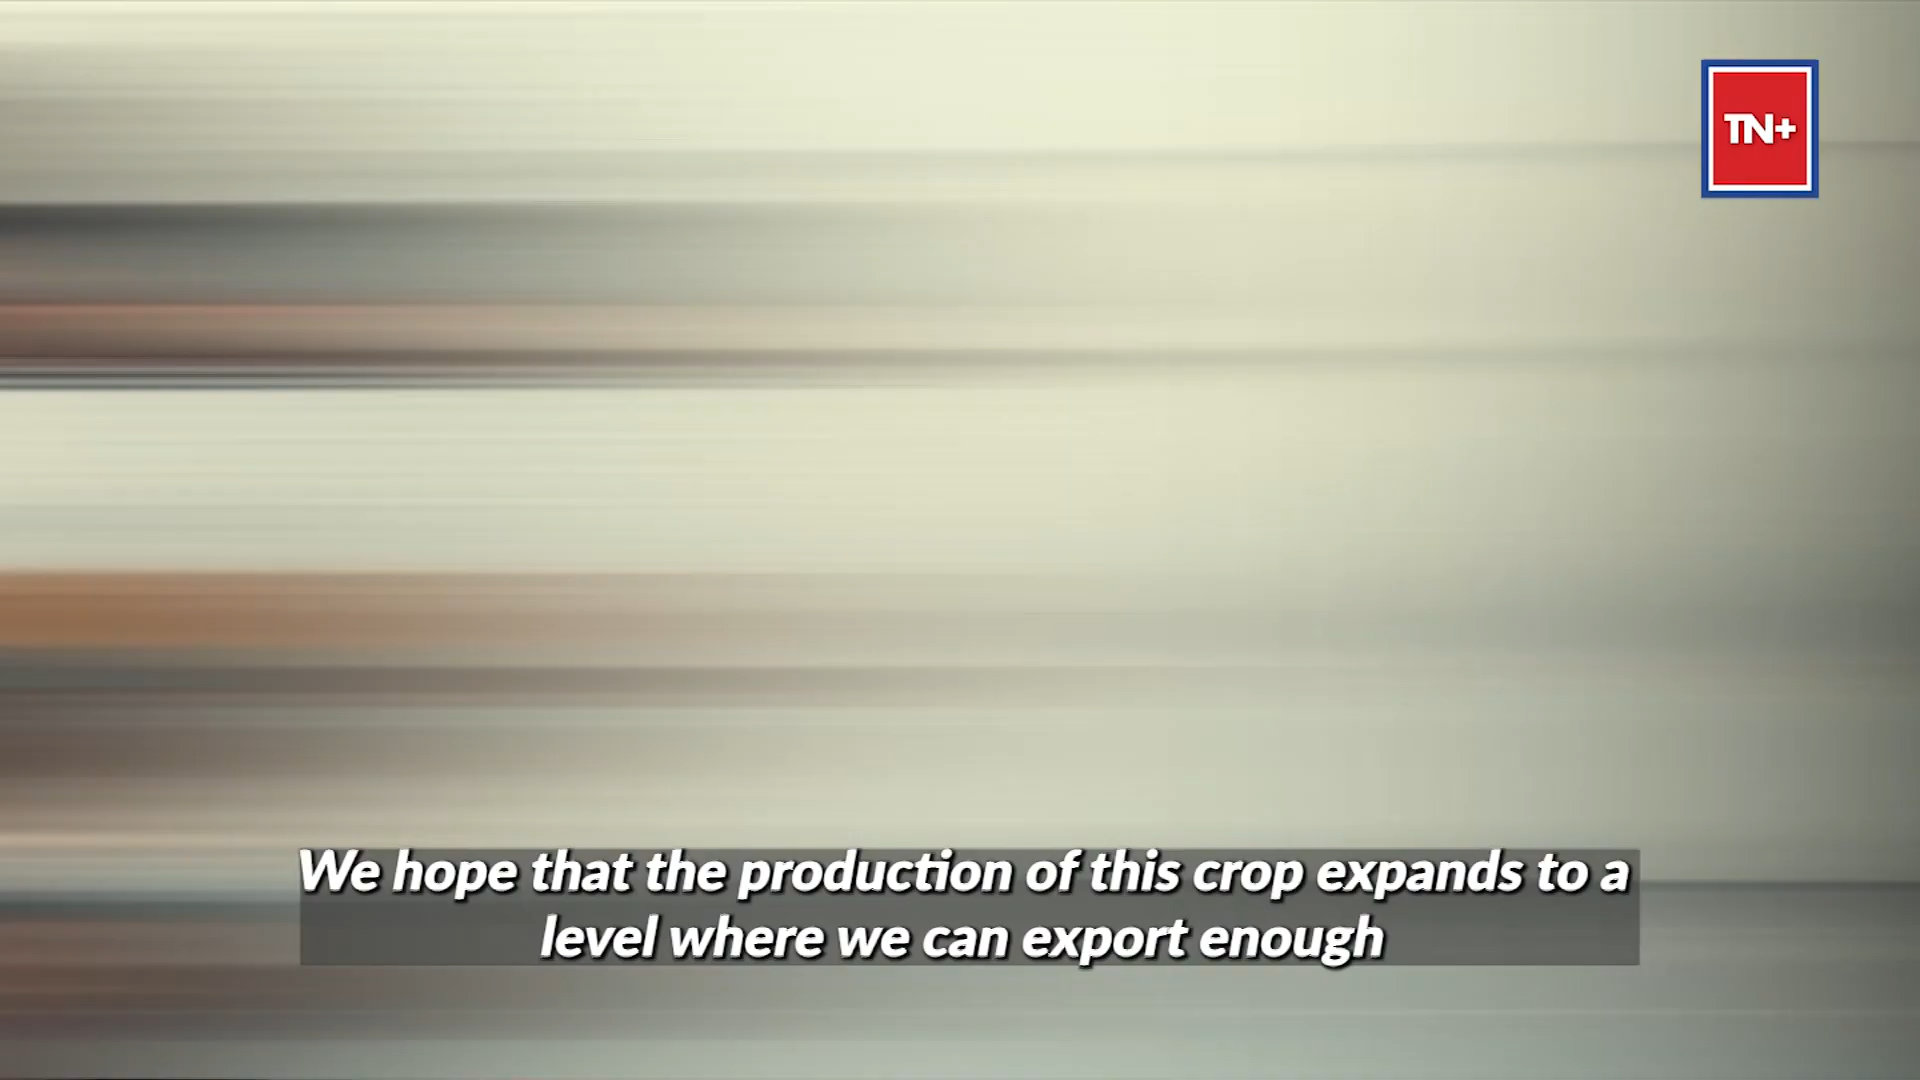 TN+
We hope that the production of this crop expands to a
level where we can export enough